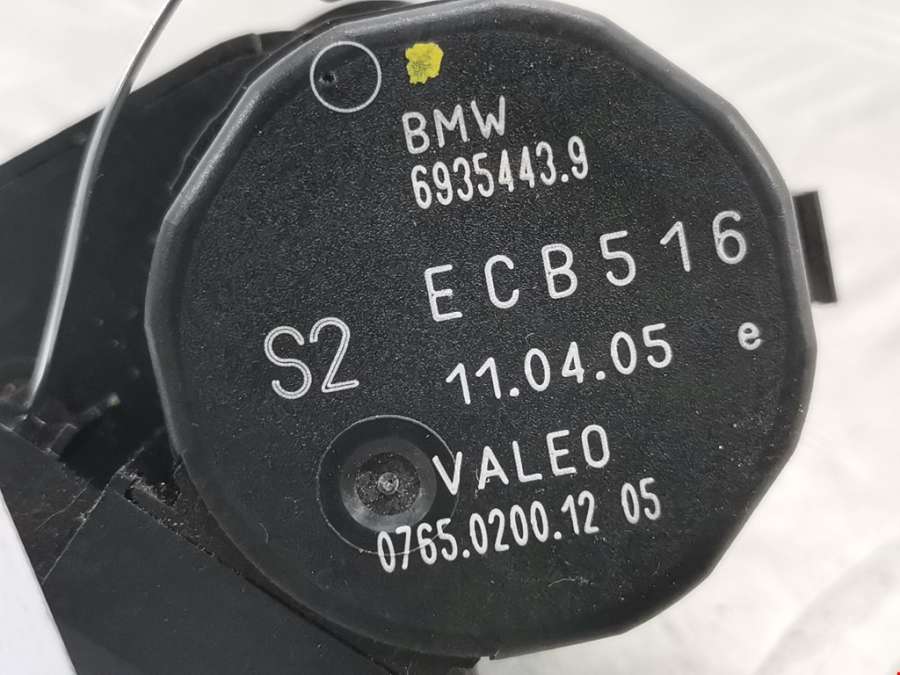 BMW
6935443.9
ECB516
S2
11.04.05 e
VALEO
0765.0200.12 05